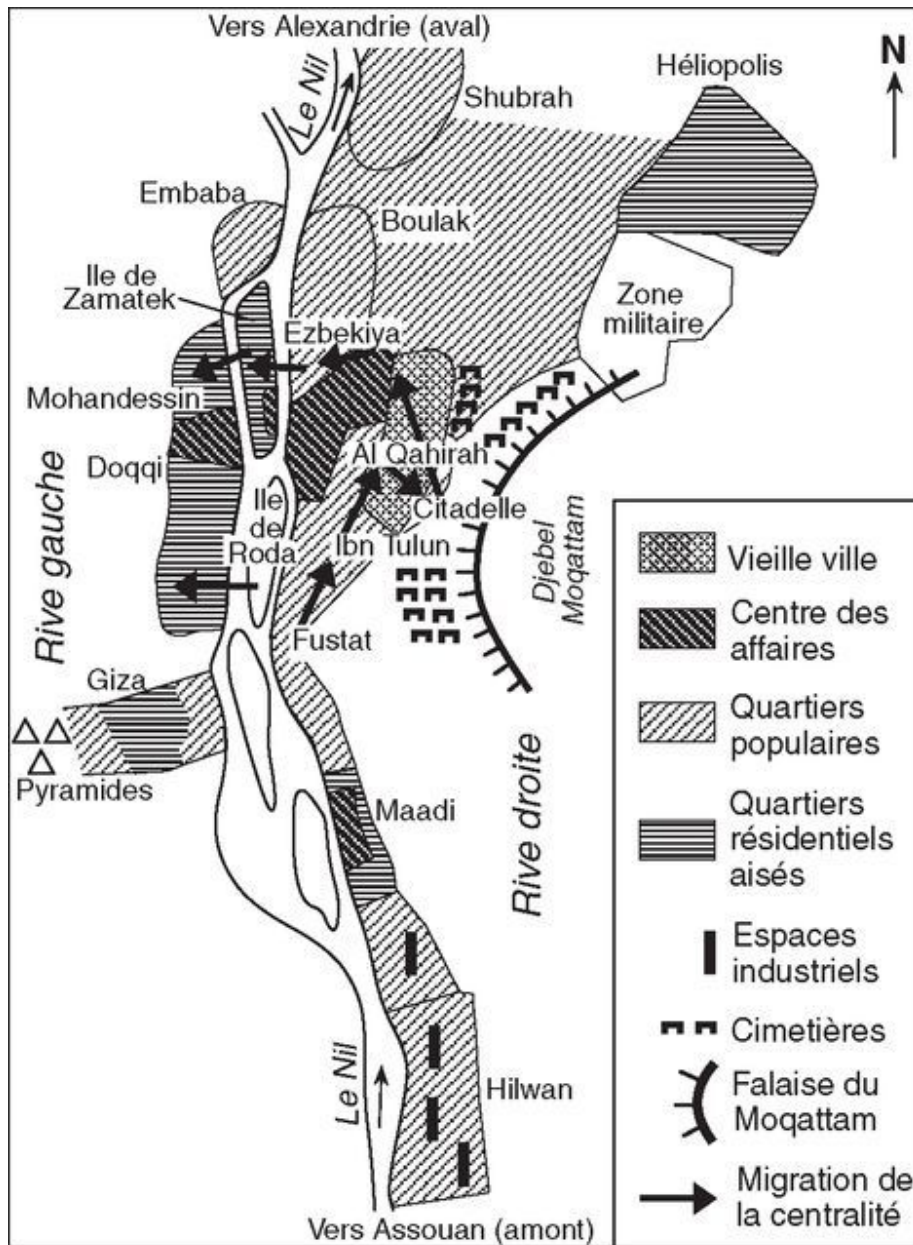 Vers Alexandrie (aval)
N
Le Nil
Shubrah
Héliopolis
Embaba
Boulak
Ile de
Zamatek
Ezbekiya
Zone
militaire
Mohandessin
Doqqi
Al Qahirah
Citadelle
Ile
de
Roda
Ibn Tulun
Djebel
Moqattam
Rive gauche
Fustat
Giza
Pyramides
Maadi
Rive droite
Le Nil
Hilwan
Vers Assouan (amont)
Vieille ville
Centre des
affaires
Quartiers
populaires
Quartiers
résidentiels
aisés
Espaces
industriels
Cimetières
Falaise du
Moqattam
Migration de
la centralité